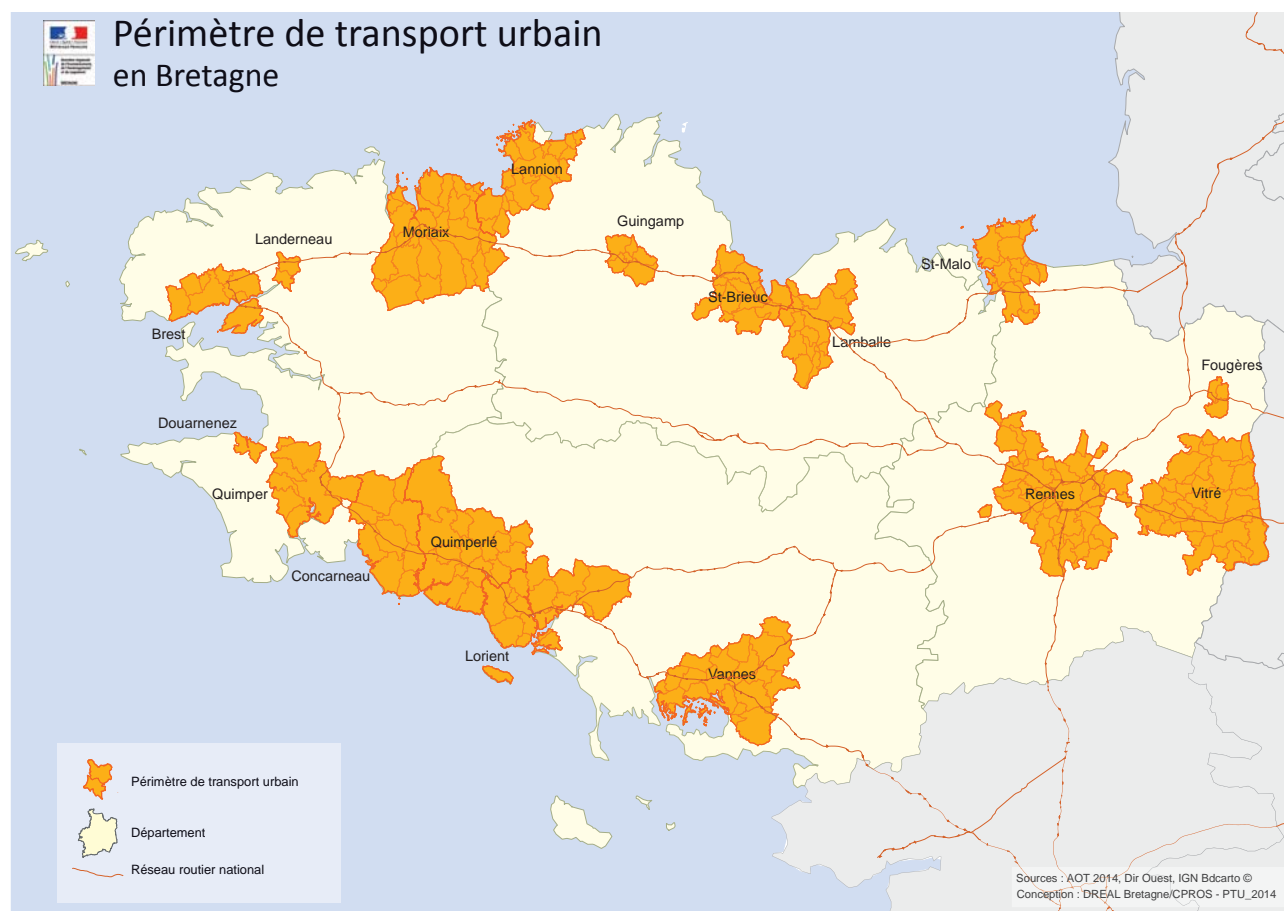 Périmètre de transport urbain
en Bretagne
Lannion
Guingamp
Morlaix
Landerneau
St-Malo
St-Brieuc
Brest
Lamballe
Fougères
Douarnenez
Quimper
Rennes
Vitré
Quimperlé
Concarneau
Lorient
Vannes
Périmètre de transport urbain
Département
Réseau routier national
Sources : AOT 2014, Dir Ouest, IGN Bdcarto ©
Conception : DREAL Bretagne/CPROS - PTU_2014